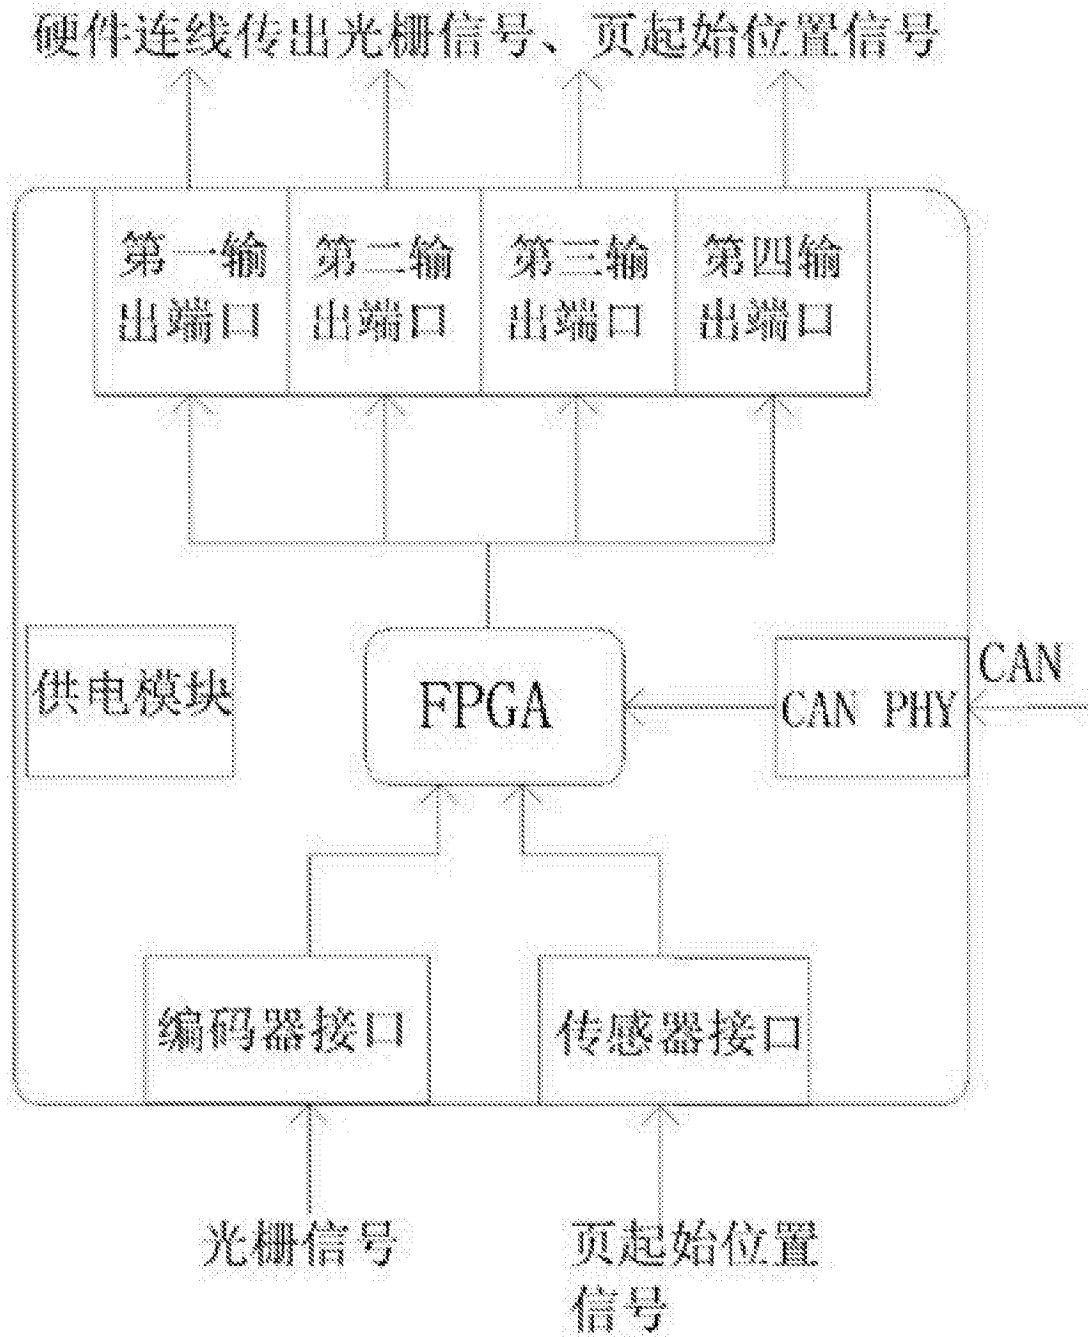 硬件连线传出光栅信号、页起始位置信号
第一输
出端口
第二输
出端口
第三输
出端口
第四输
出端口
供电模块
FPGA
CAN PHY
CAN
编码器接口
传感器接口
光栅信号
页起始位置
信号